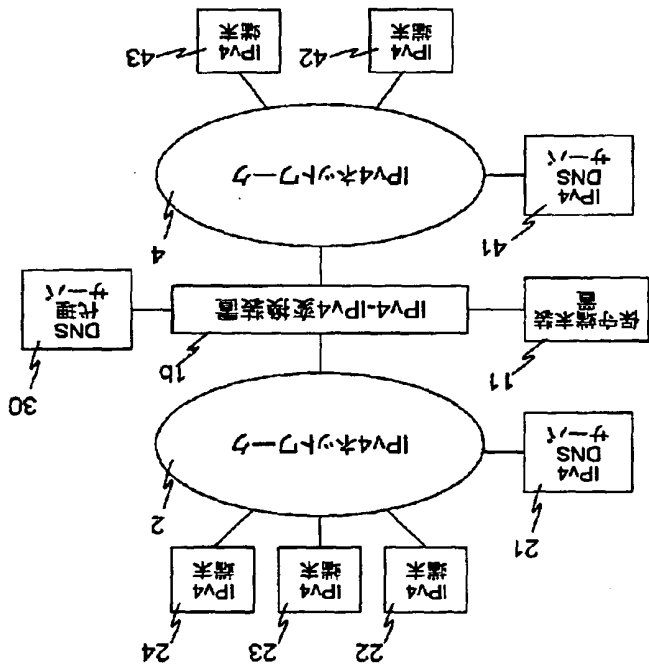 22
IPv4
端末
23
IPv4
端末
24
IPv4
端末
21
IPv4
DNS
サーバ
2
IPv4ネットワーク
11
保守端末装
置
1b
IPv4-IPv4変換装置
30
DNS
代理
サーバ
41
IPv4
DNS
サーバ
4
IPv4ネットワーク
42
IPv4
端末
43
IPv4
端末